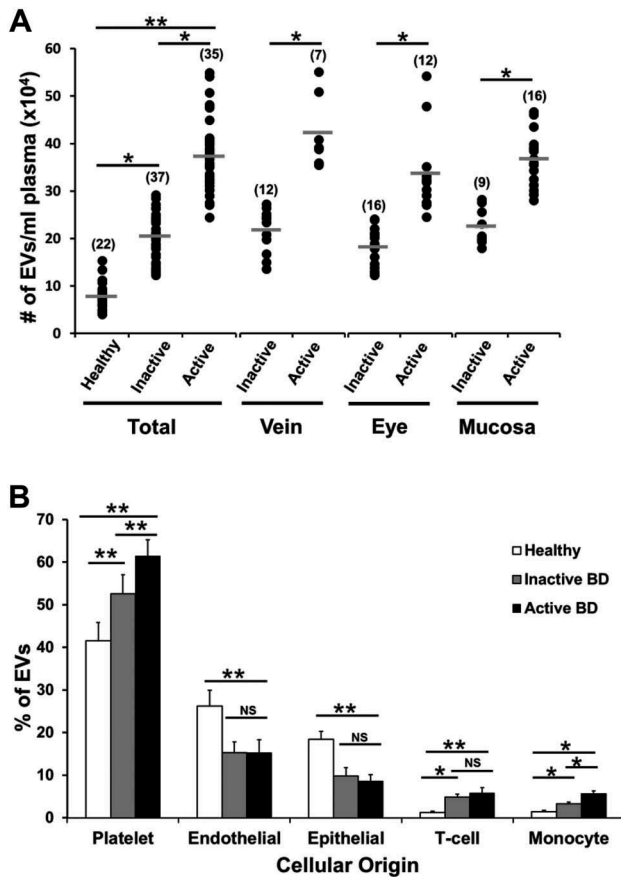 A
# of EVs/ml plasma (x10⁴)
60
50
40
30
20
10
0
**
*
*
*
*
*
(22)
(37)
(35)
(12)
(7)
(16)
(12)
(9)
(16)
Healthy
Inactive
Active
Inactive
Active
Inactive
Active
Inactive
Active
Total Vein Eye Mucosa
B
% of EVs
70
60
50
40
30
20
10
0
**
**
**
**
NS
**
NS
**
*
NS
*
*
*
Healthy
Inactive BD
Active BD
Platelet Endothelial Epithelial T-cell Monocyte
Cellular Origin